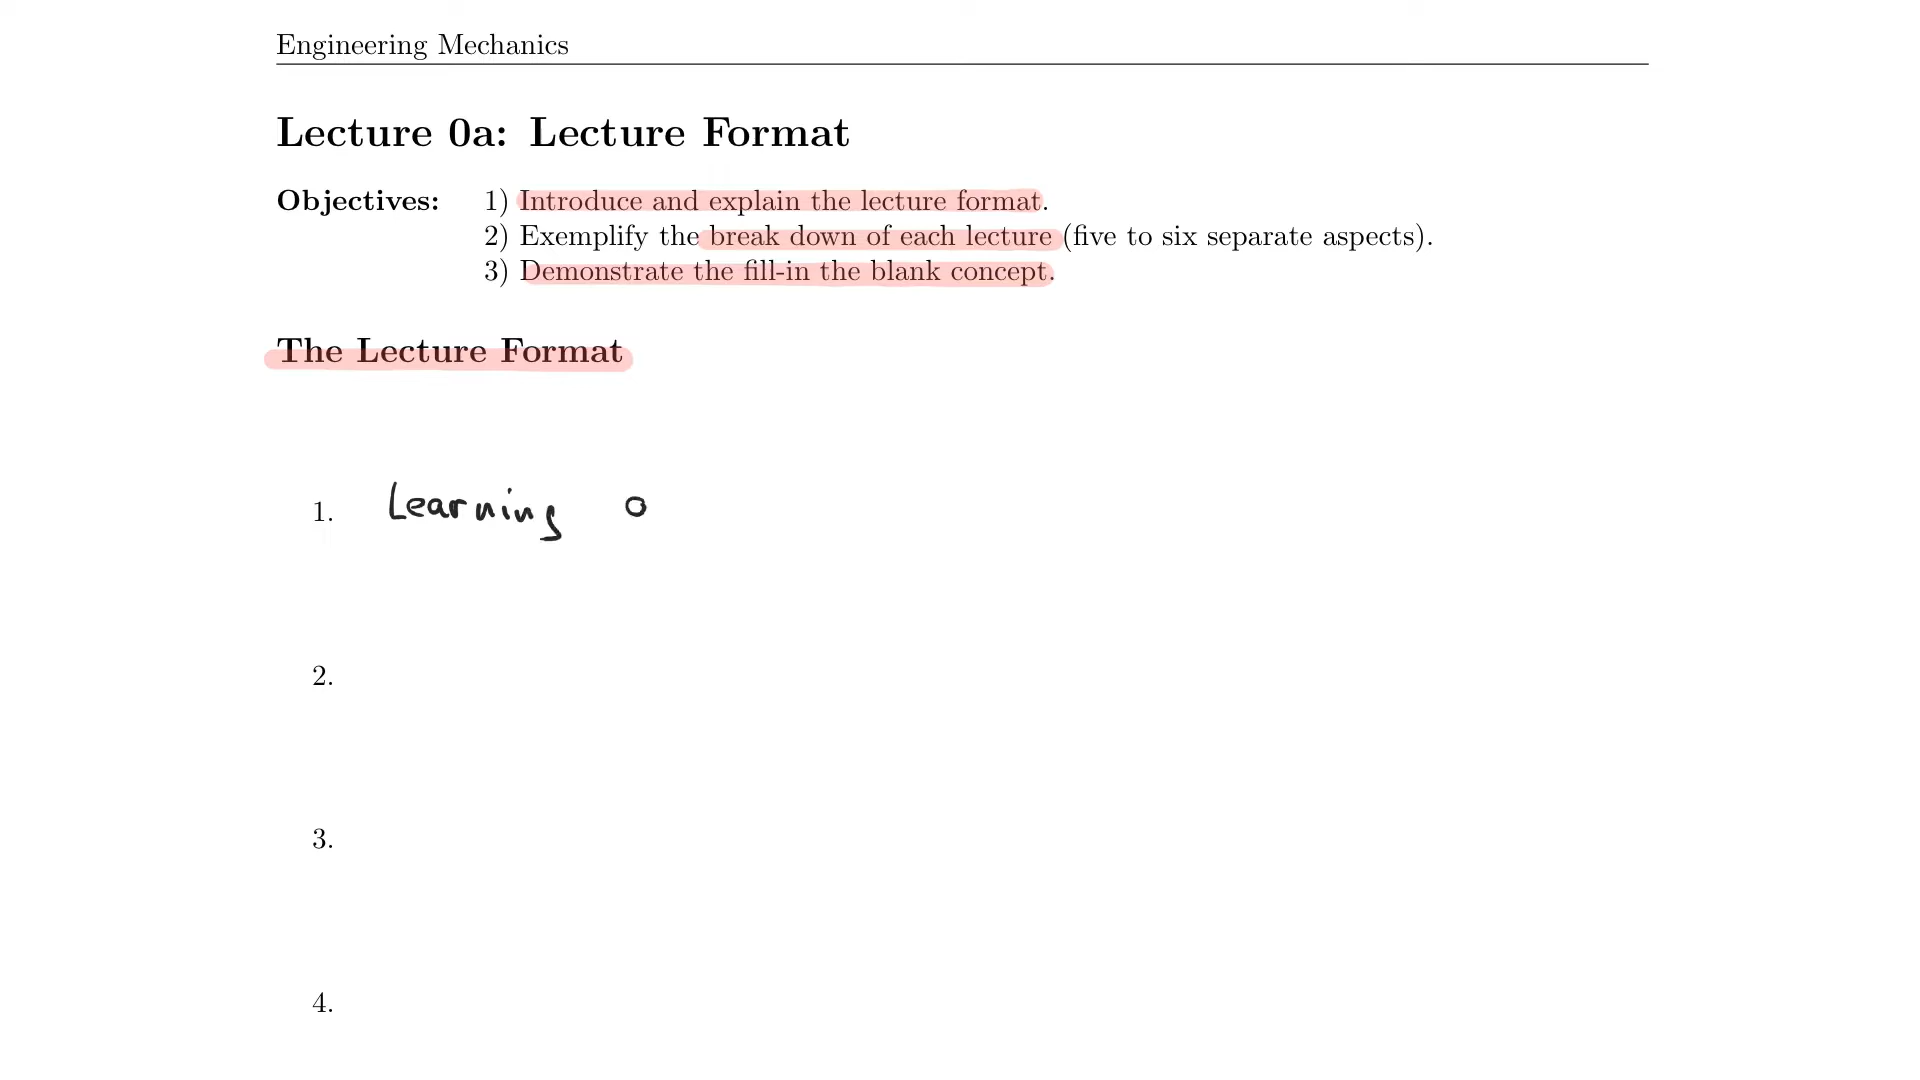 Engineering Mechanics
Lecture 0a: Lecture Format
Objectives: 1) Introduce and explain the lecture format.
2) Exemplify the break down of each lecture (five to six separate aspects).
3) Demonstrate the fill-in the blank concept.
The Lecture Format
1. Learning o
2.
3.
4.